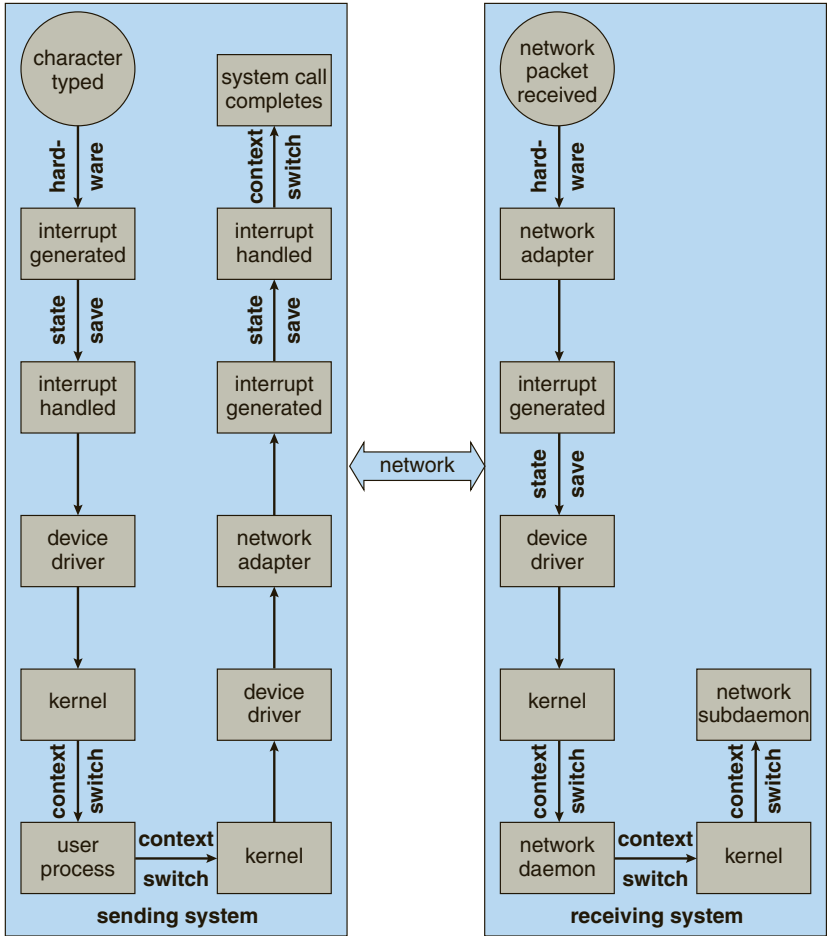 character
typed
hard-
ware
interrupt
generated
state
save
interrupt
handled
device
driver
kernel
context
switch
user
process
context
switch
kernel
device
driver
network
adapter
interrupt
generated
state
save
interrupt
handled
context
switch
system call
completes
sending system
network
network
packet
received
hard-
ware
network
adapter
interrupt
generated
state
save
device
driver
kernel
context
switch
network
daemon
context
switch
kernel
context
switch
network
subdaemon
receiving system